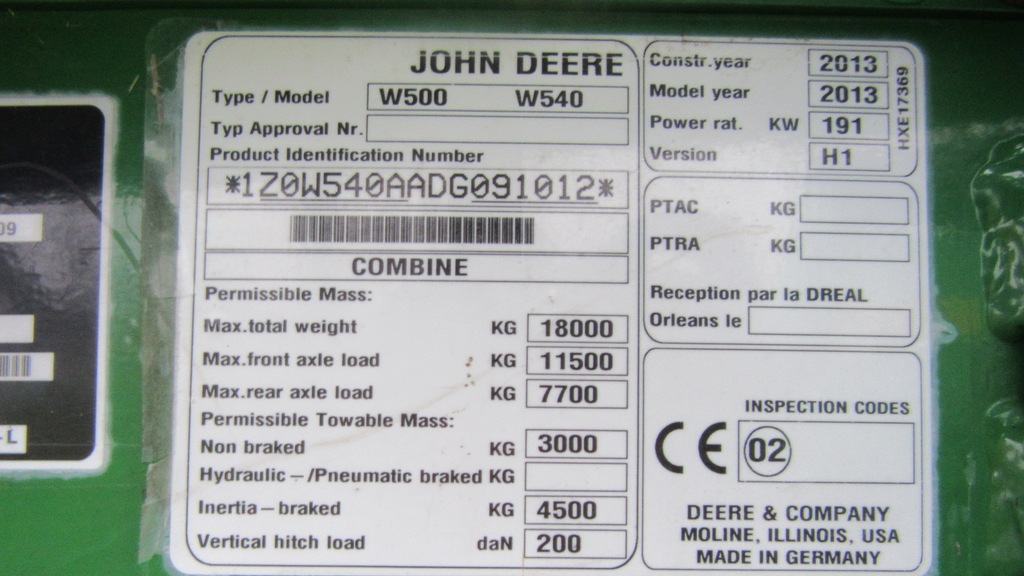 JOHN DEERE
Type / Model W500 W540
Typ Approval Nr.
Product Identification Number
*1Z0W540AADG091012*
COMBINE
Permissible Mass:
Max.total weight KG 18000
Max.front axle load KG 11500
Max.rear axle load KG 7700
Permissible Towable Mass:
Non braked KG 3000
Hydraulic-/Pneumatic braked KG
Inertia-braked KG 4500
Vertical hitch load daN 200
Constr.year 2013
Model year 2013
Power rat. KW 191
Version H1
HXE17369
PTAC KG
PTRA KG
Reception par la DREAL
Orleans le
INSPECTION CODES
CE 02
DEERE & COMPANY
MOLINE, ILLINOIS, USA
MADE IN GERMANY
09
-L